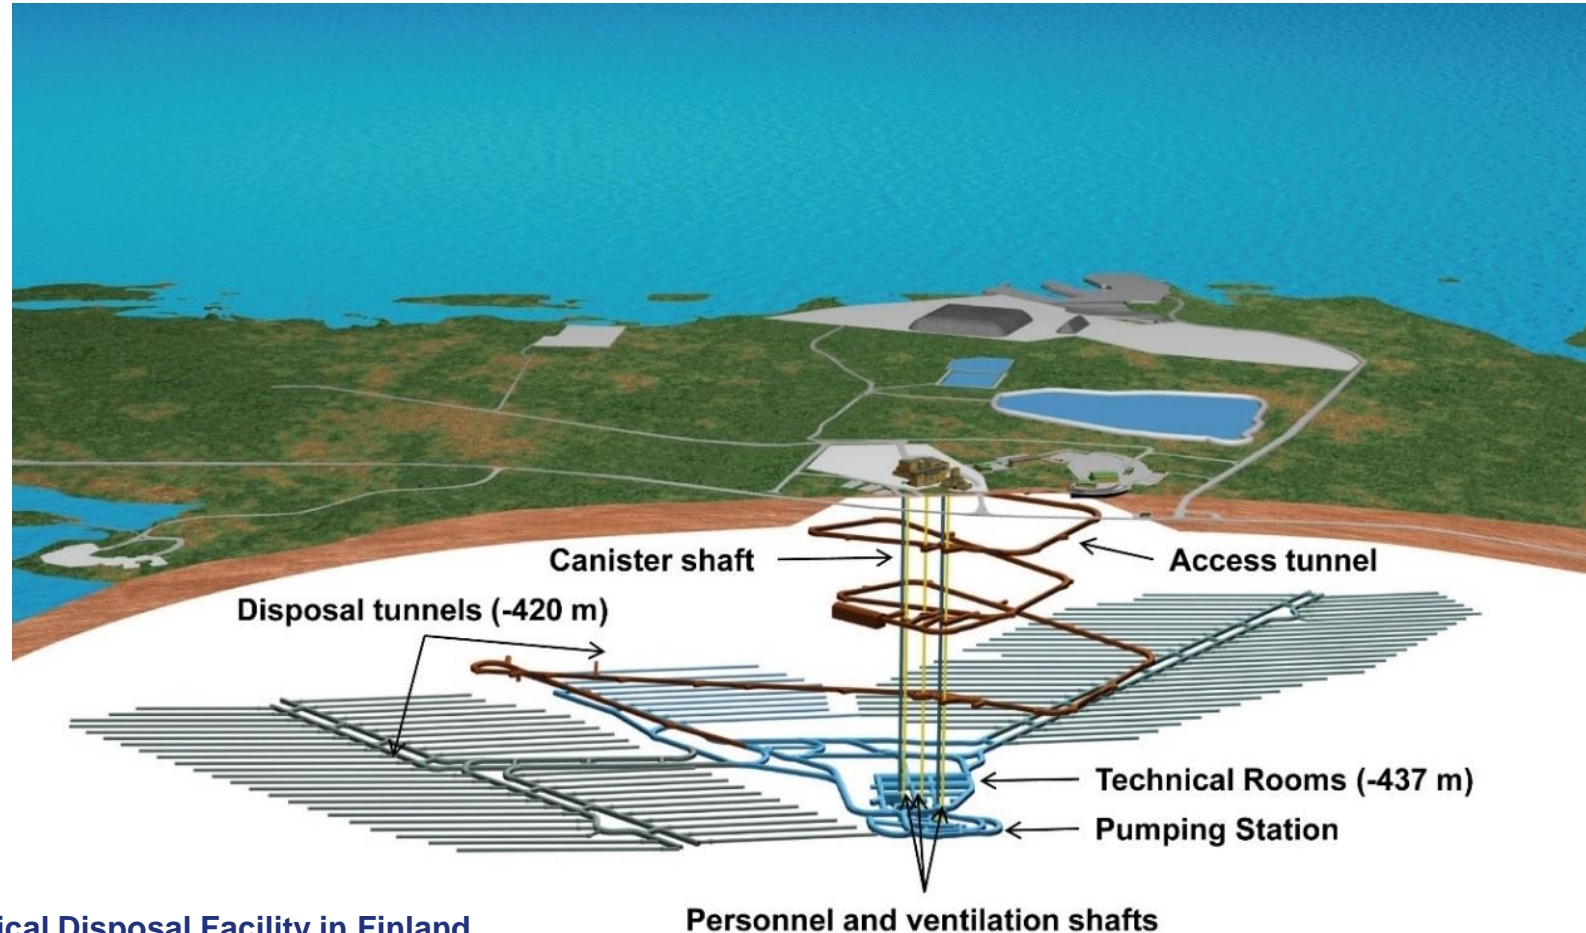 Canister shaft
Access tunnel
Disposal tunnels (-420 m)
Technical Rooms (-437 m)
Pumping Station
Personnel and ventilation shafts
Disposal Facility in Finland